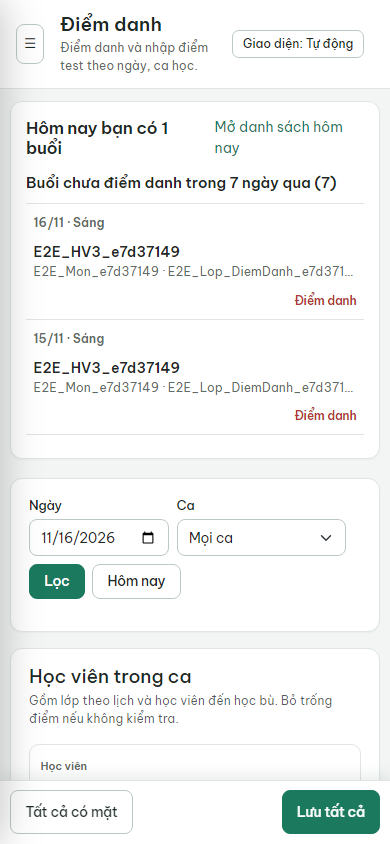 ☰
Điểm danh
Điểm danh và nhập điểm
test theo ngày, ca học.
Giao diện: Tự động
Hôm nay bạn có 1
buổi
Mở danh sách hôm
nay
Buổi chưa điểm danh trong 7 ngày qua (7)
16/11 · Sáng
E2E_HV3_e7d37149
E2E_Mon_e7d37149 · E2E_Lop_DiemDanh_e7d371...
Điểm danh
15/11 · Sáng
E2E_HV3_e7d37149
E2E_Mon_e7d37149 · E2E_Lop_DiemDanh_e7d371...
Điểm danh
Ngày
Ca
11/16/2026
Mọi ca
Lọc
Hôm nay
Học viên trong ca
Gồm lớp theo lịch và học viên đến học bù. Bỏ trống
điểm nếu không kiểm tra.
Học viên
Tất cả có mặt
Lưu tất cả